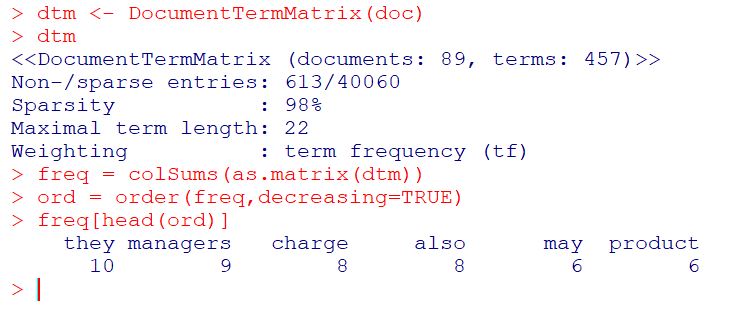 > dtm <- DocumentTermMatrix(doc)
> dtm
<<DocumentTermMatrix (documents: 89, terms: 457)>>
Non-/sparse entries: 613/40060
Sparsity           : 98%
Maximal term length: 22
Weighting          : term frequency (tf)
> freq = colSums(as.matrix(dtm))
> ord = order(freq,decreasing=TRUE)
> freq[head(ord)]
    they managers   charge     also      may  product
      10        9        8        8        6        6
>